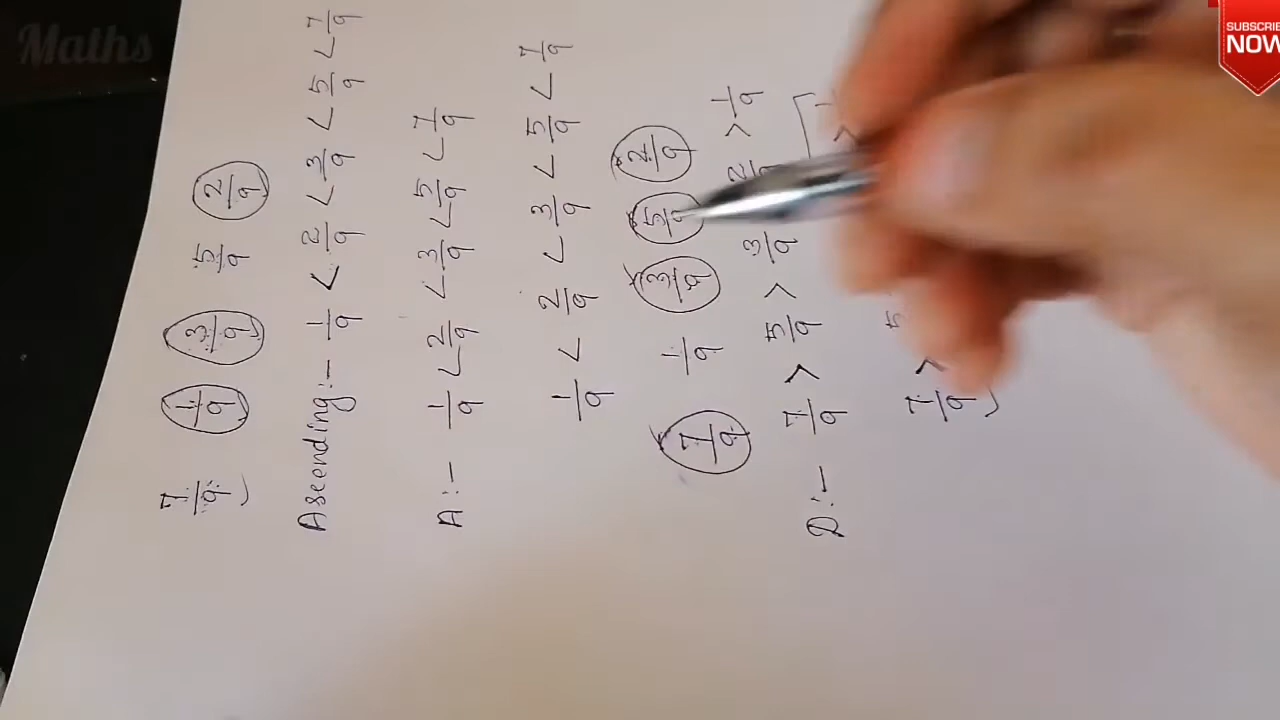 Maths
SUBSCRIBE
NOW
7/9 1/9 3/9 5/9 2/9
Ascending:- 1/9 < 2/9 < 3/9 < 5/9 < 7/9
A:- 1/9 < 2/9 < 3/9 < 5/9 < 7/9
1/9 < 2/9 < 3/9 < 5/9 < 7/9
7/9 1/9 3/9 5/9 2/9
D:- 7/9 > 5/9 > 3/9 2/9 > 1/9
7/9 > 5 >